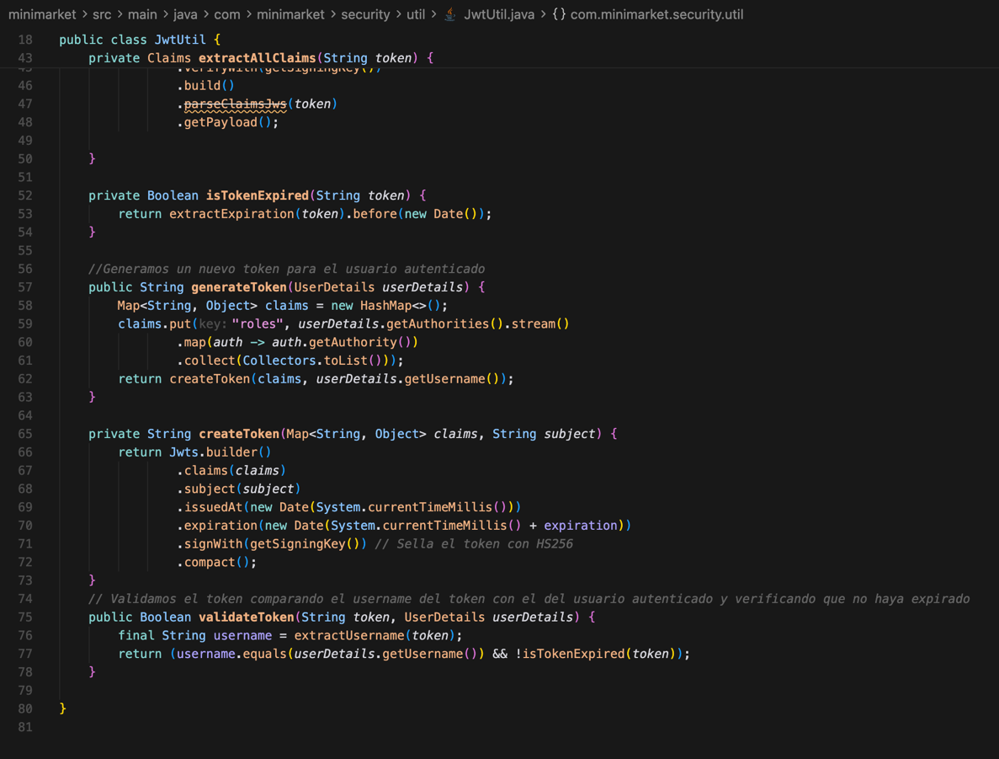 minimarket > src > main > java > com > minimarket > security > util > JwtUtil.java > {} com.minimarket.security.util
18 public class JwtUtil {
43 private Claims extractAllClaims(String token) {
45 .verifyWith(getSigningKey())
46 .build()
47 .parseClaimsJws(token)
48 .getPayload();
49
50 }
51
52 private Boolean isTokenExpired(String token) {
53 return extractExpiration(token).before(new Date());
54 }
55
56 //Generamos un nuevo token para el usuario autenticado
57 public String generateToken(UserDetails userDetails) {
58 Map<String, Object> claims = new HashMap<>();
59 claims.put(key: "roles", userDetails.getAuthorities().stream()
60 .map(auth -> auth.getAuthority())
61 .collect(Collectors.toList()));
62 return createToken(claims, userDetails.getUsername());
63 }
64
65 private String createToken(Map<String, Object> claims, String subject) {
66 return Jwts.builder()
67 .claims(claims)
68 .subject(subject)
69 .issuedAt(new Date(System.currentTimeMillis()))
70 .expiration(new Date(System.currentTimeMillis() + expiration))
71 .signWith(getSigningKey()) // Sella el token con HS256
72 .compact();
73 }
74 // Validamos el token comparando el username del token con el del usuario autenticado y verificando que no haya expirado
75 public Boolean validateToken(String token, UserDetails userDetails) {
76 final String username = extractUsername(token);
77 return (username.equals(userDetails.getUsername()) && !isTokenExpired(token));
78 }
79
80 }
81